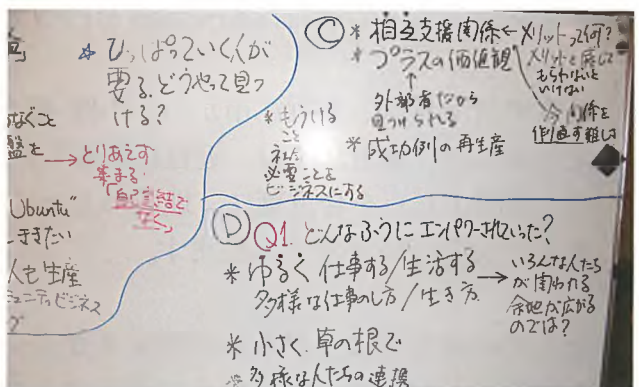 ☆ ひっぱっていく人が
要る、どうやって見つ
ける?
なぐこと
盤を → とりあえず
集まる.
「自己完結で
なく」
Ubuntu"
きたい
人も生産
ュニティビジネス
グ
Ⓒ * 相互支援関係 ← メリットって何?
メリットと感じて
もらわないと
いけない
* プラスの価値観
↑
外部者だから
見つけられる
今の関係を
作り直す難しさ
* もうける
こと
社会
必要ことを
ビジネスにする
* 成功例の再生産
Ⓓ Q1. どんなふうにエンパワーされていった?
* ゆるく仕事する/生活する →
多様な仕事のし方/生き方
いろんな人たち
が関われる
余地が広がる
のでは?
* 小さく、草の根で
* 多様な人たちの連携